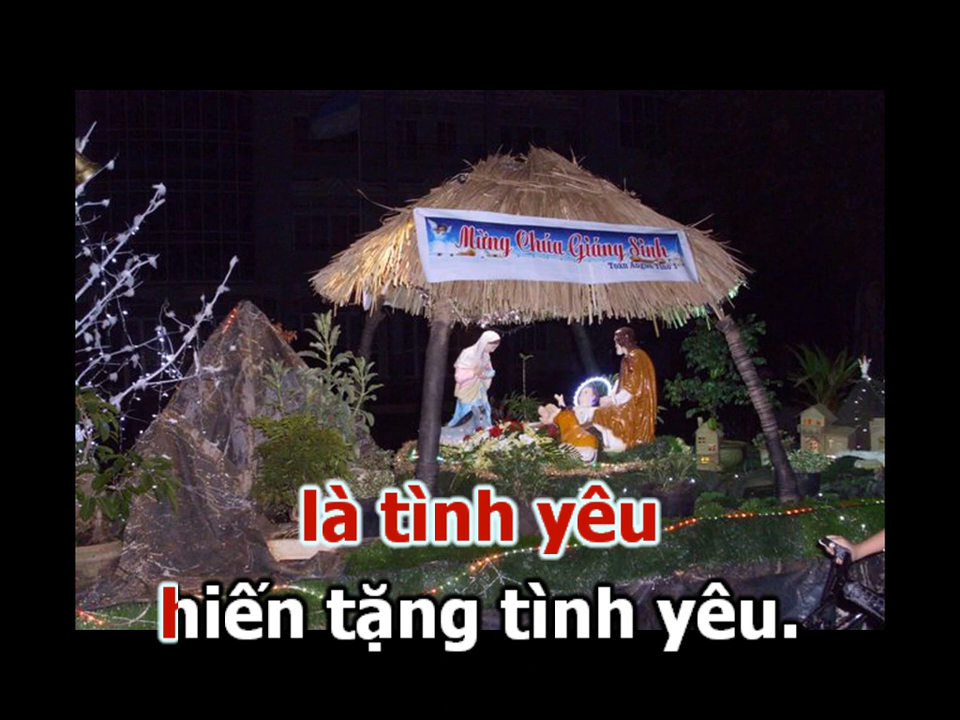 Mừng Chúa Giáng Sinh
là tình yêu
hiến tặng tình yêu.